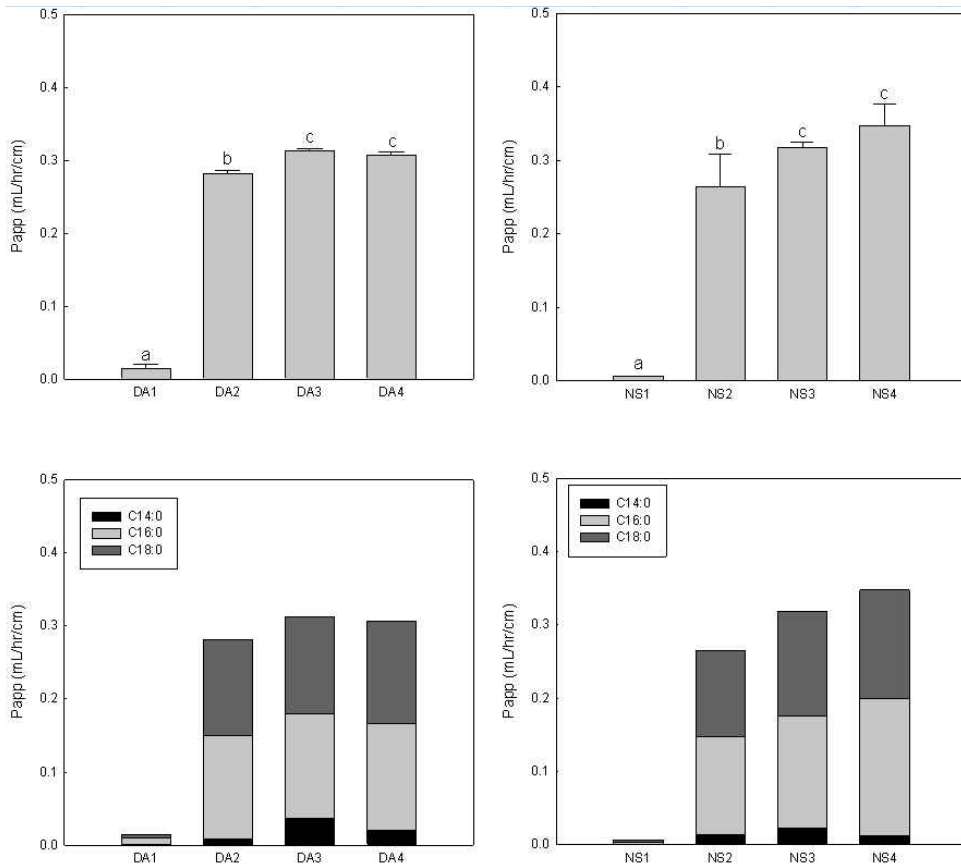 0.5
0.4
0.3
0.2
0.1
0.0
Papp (mL/hr/cm)
a
b
c
c
DA1 DA2 DA3 DA4
0.5
0.4
0.3
0.2
0.1
0.0
Papp (mL/hr/cm)
a
b
c
c
NS1 NS2 NS3 NS4
0.5
0.4
0.3
0.2
0.1
0.0
Papp (mL/hr/cm)
C14:0
C16:0
C18:0
DA1 DA2 DA3 DA4
0.5
0.4
0.3
0.2
0.1
0.0
Papp (mL/hr/cm)
C14:0
C16:0
C18:0
NS1 NS2 NS3 NS4